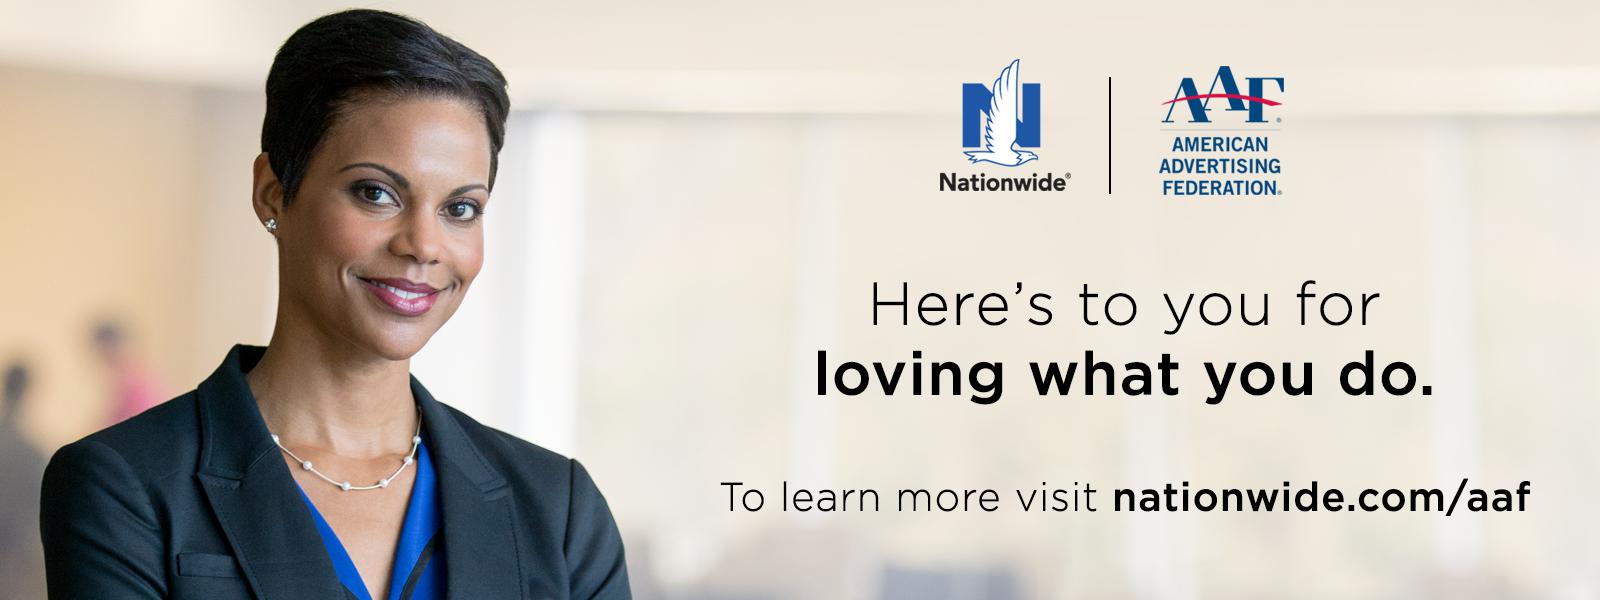 Nationwide®
AAF®
AMERICAN
ADVERTISING
FEDERATION®
Here's to you for
loving what you do.
To learn more visit nationwide.com/aaf